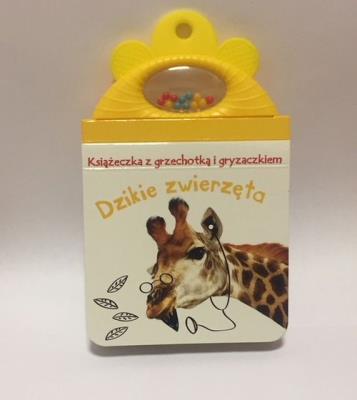 Książeczka z grzechotką i gryzaczkiem
Dzikie zwierzęta